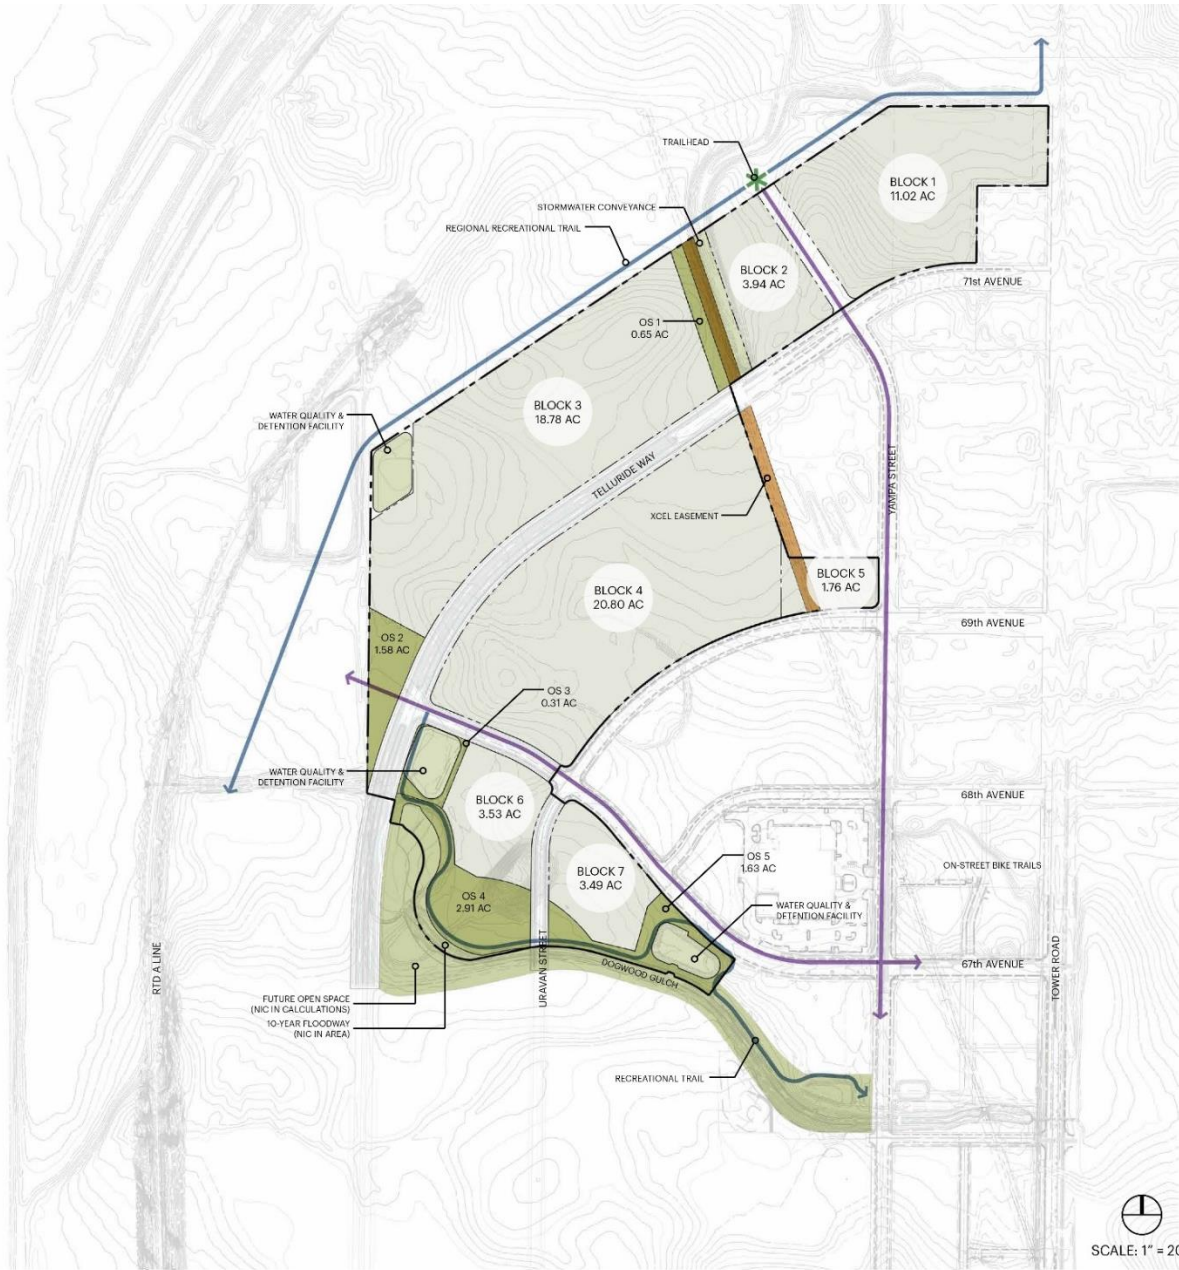 TRAILHEAD
BLOCK 1
11.02 AC
STORMWATER CONVEYANCE
REGIONAL RECREATIONAL TRAIL
BLOCK 2
3.94 AC
71st AVENUE
OS 1
0.65 AC
BLOCK 3
18.78 AC
WATER QUALITY &
DETENTION FACILITY
TELLURIDE WAY
YAMPA STREET
XCEL EASEMENT
BLOCK 5
1.76 AC
BLOCK 4
20.80 AC
69th AVENUE
OS 2
1.58 AC
OS 3
0.31 AC
WATER QUALITY &
DETENTION FACILITY
BLOCK 6
3.53 AC
68th AVENUE
OS 5
1.63 AC
ON-STREET BIKE TRAILS
BLOCK 7
3.49 AC
OS 4
2.91 AC
WATER QUALITY &
DETENTION FACILITY
RTD A LINE
URAVAN STREET
DOGWOOD GULCH
67th AVENUE
TOWER ROAD
FUTURE OPEN SPACE
(NIC IN CALCULATIONS)
10-YEAR FLOODWAY
(NIC IN AREA)
RECREATIONAL TRAIL
SCALE: 1" = 20